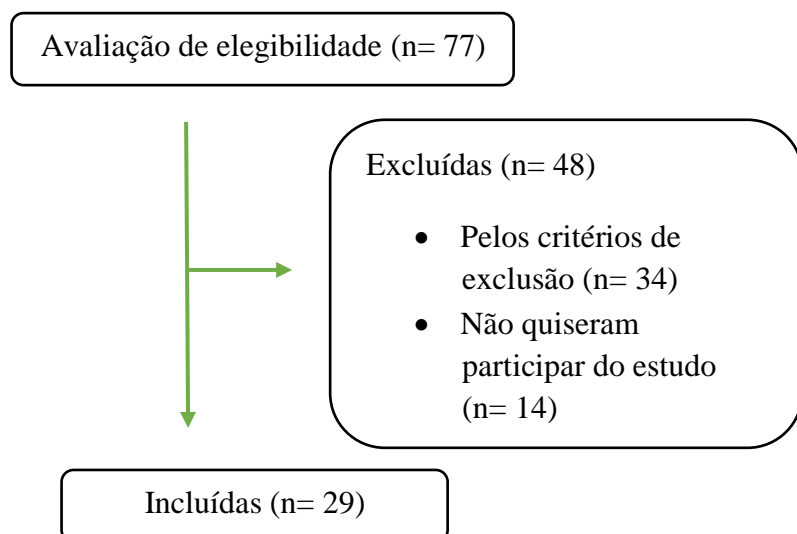 Avaliação de elegibilidade (n= 77)
Excluídas (n= 48)
• Pelos critérios de
exclusão (n= 34)
• Não quiseram
participar do estudo
(n= 14)
Incluídas (n= 29)